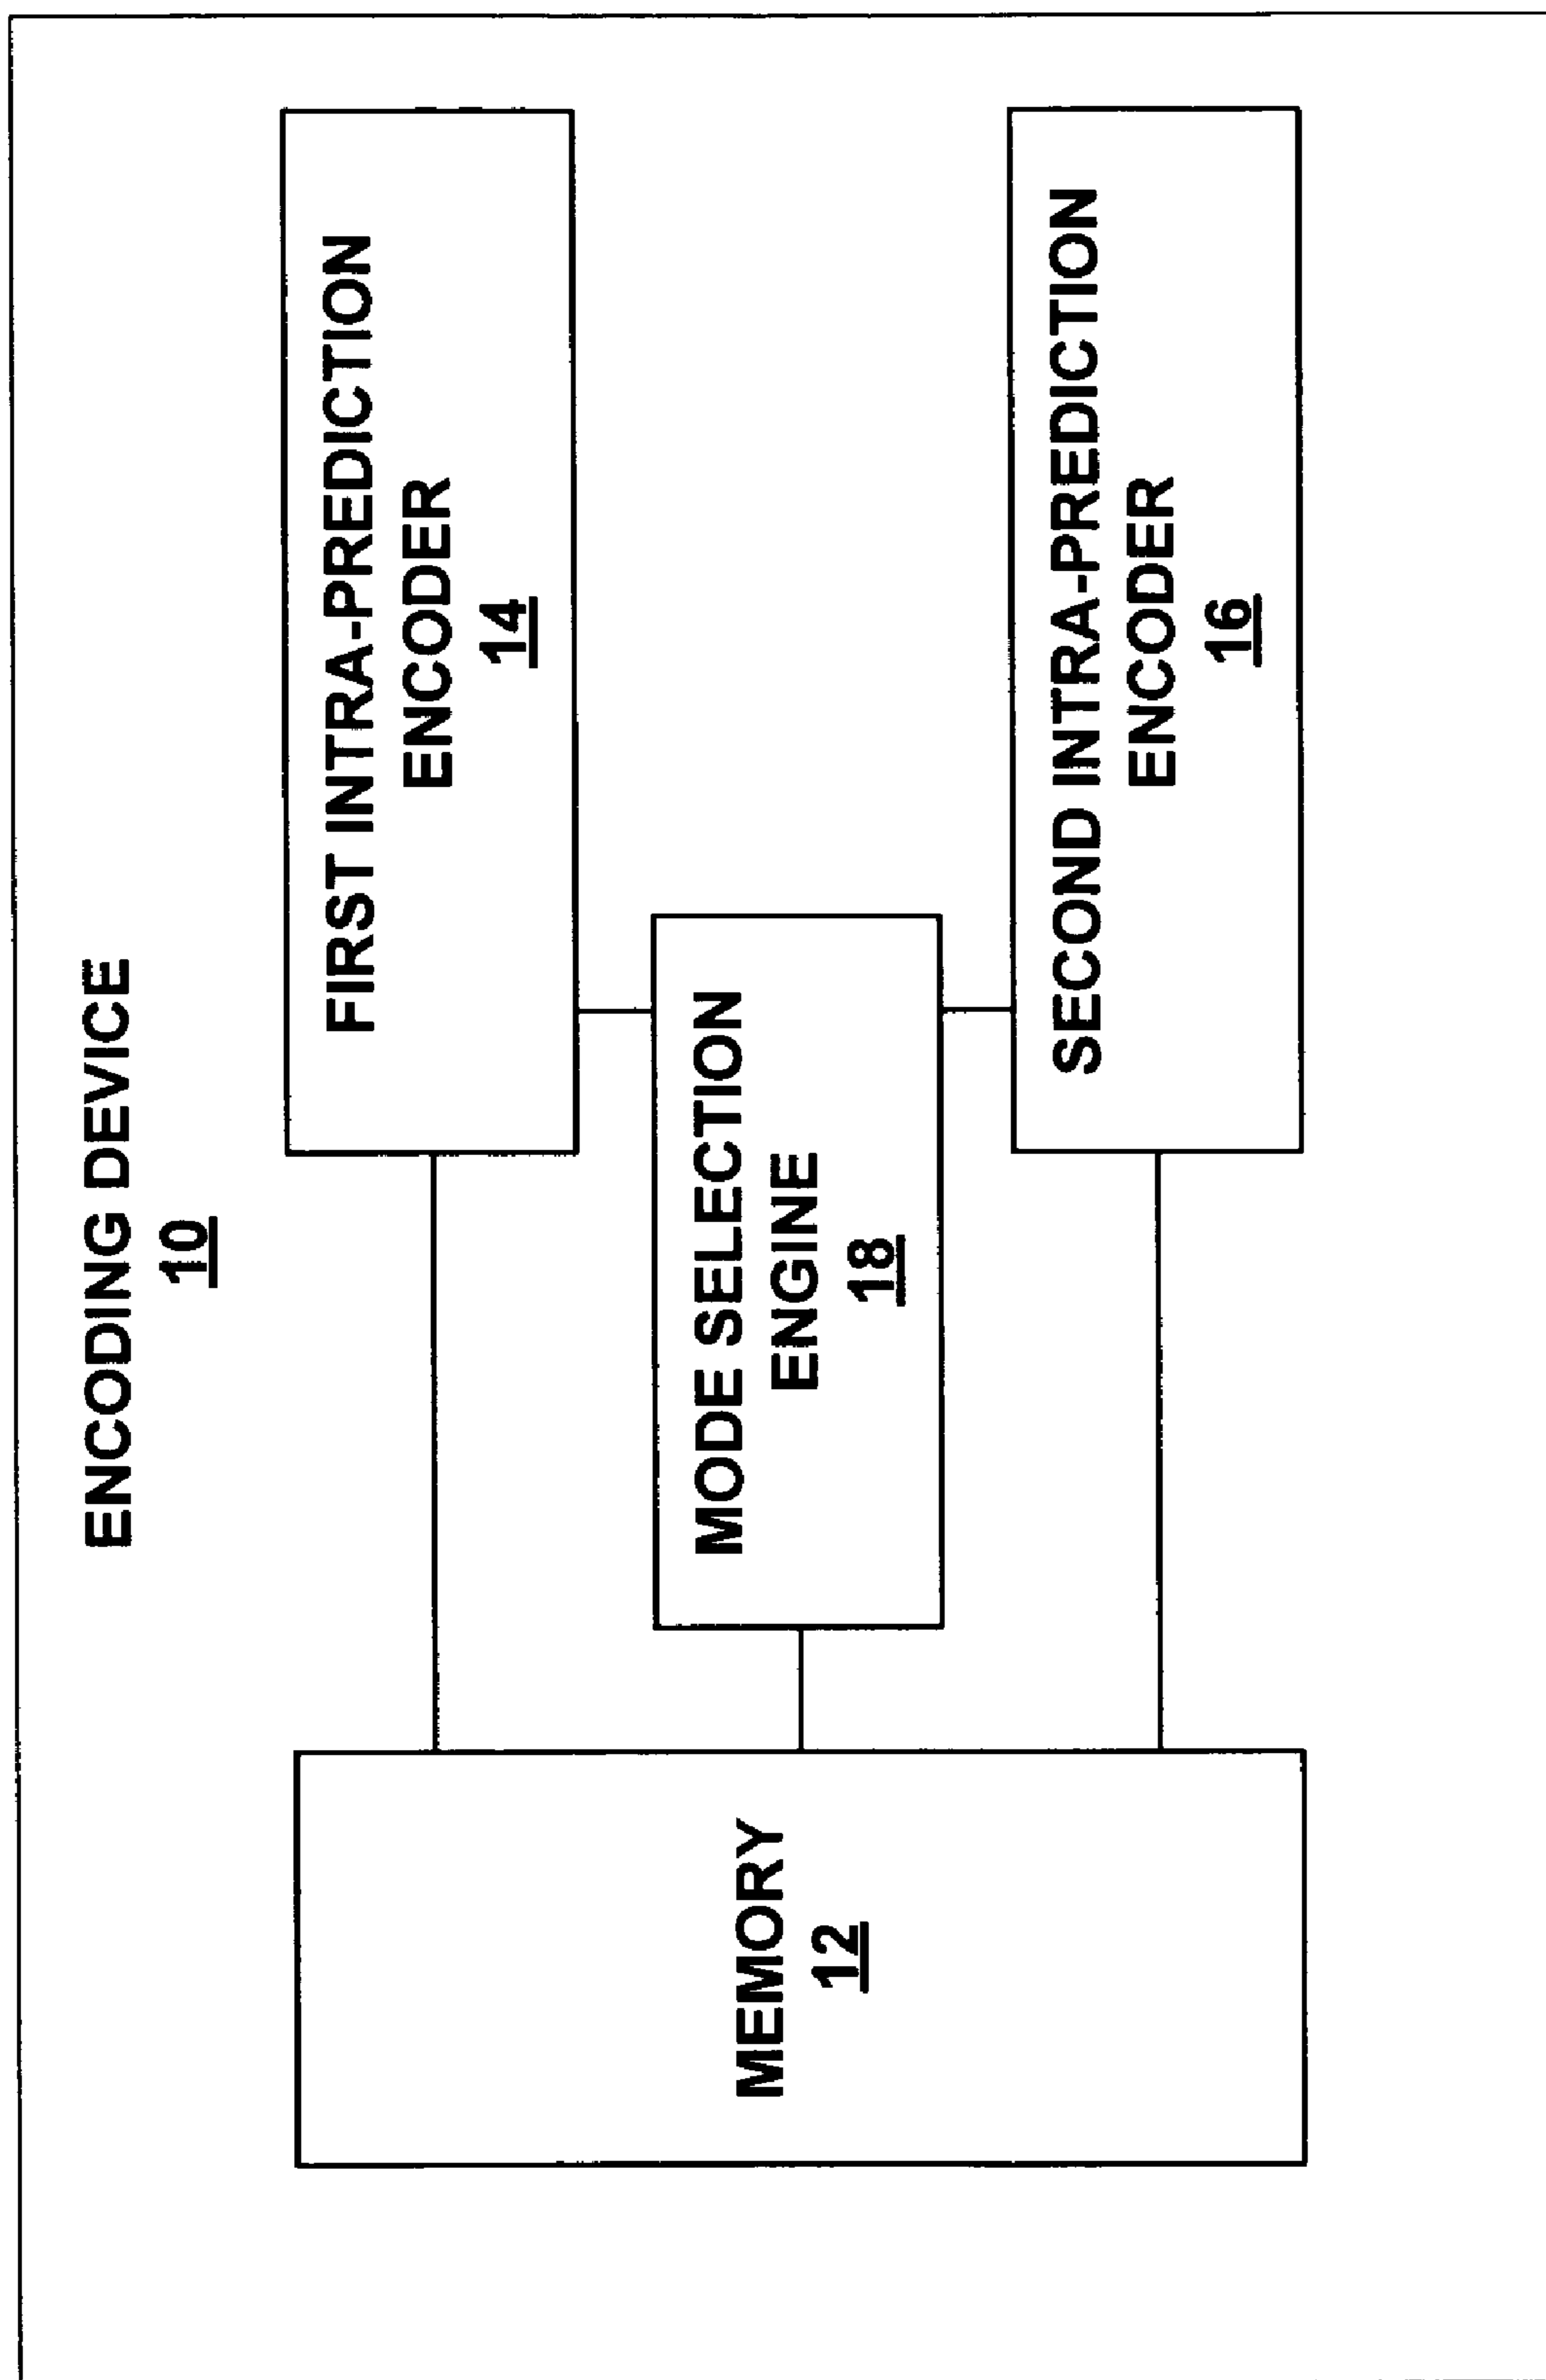 ENCODING DEVICE
10
FIRST INTRA-PREDICTION
ENCODER
14
MEMORY
12
MODE SELECTION
ENGINE
18
SECOND INTRA-PREDICTION
ENCODER
16